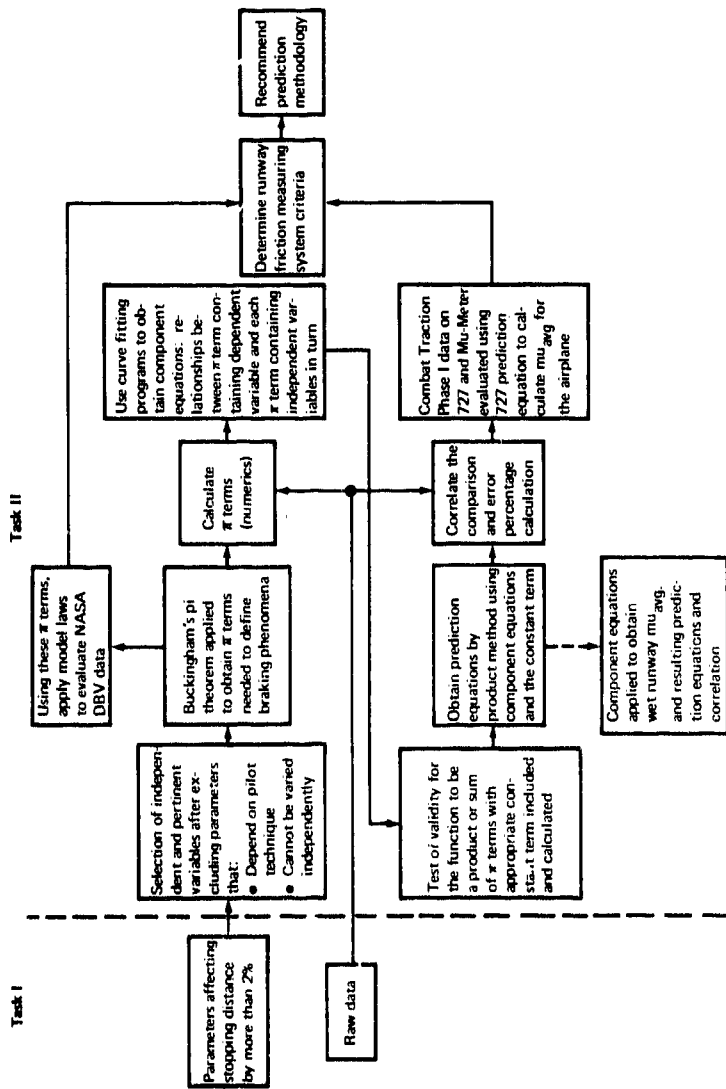 Task I
Task II
Parameters affecting
stopping distance
by more than 2%
Raw data
Selection of indepen-
dent and pertinent
variables after ex-
cluding parameters
that:
● Depend on pilot
technique
● Cannot be varied
independently
Buckingham's pi
theorem applied
to obtain π terms
needed to define
braking phenomena
Using these π terms,
apply model laws
to evaluate NASA
DBV data
Calculate
π terms
(numerics)
Use curve fitting
programs to ob-
tain component
equations: re-
lationships be-
tween π term con-
taining dependent
variable and each
π term containing
independent var-
iables in turn
Test of validity for
the function to be
a product or sum
of π terms with
appropriate con-
stant term included
and calculated
Obtain prediction
equations by
product method using
component equations
and the constant term
Component equations
applied to obtain
wet runway mu avg.
and resulting predic-
tion equations and
correlation
Correlate the
comparison
and error
percentage
calculation
Combat Traction
Phase I data on
727 and Mu-Meter
evaluated using
727 prediction
equation to cal-
culate mu avg for
the airplane
Determine runway
friction measuring
system criteria
Recommend
prediction
methodology